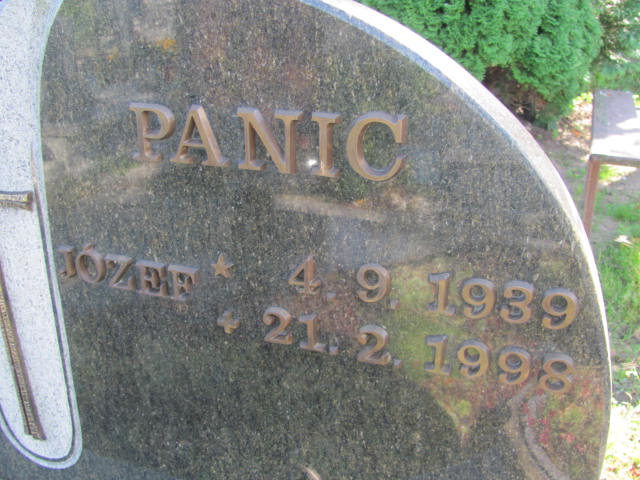 PANIC
JÓZEF * 4. 9. 1939
+ 21. 2. 1998